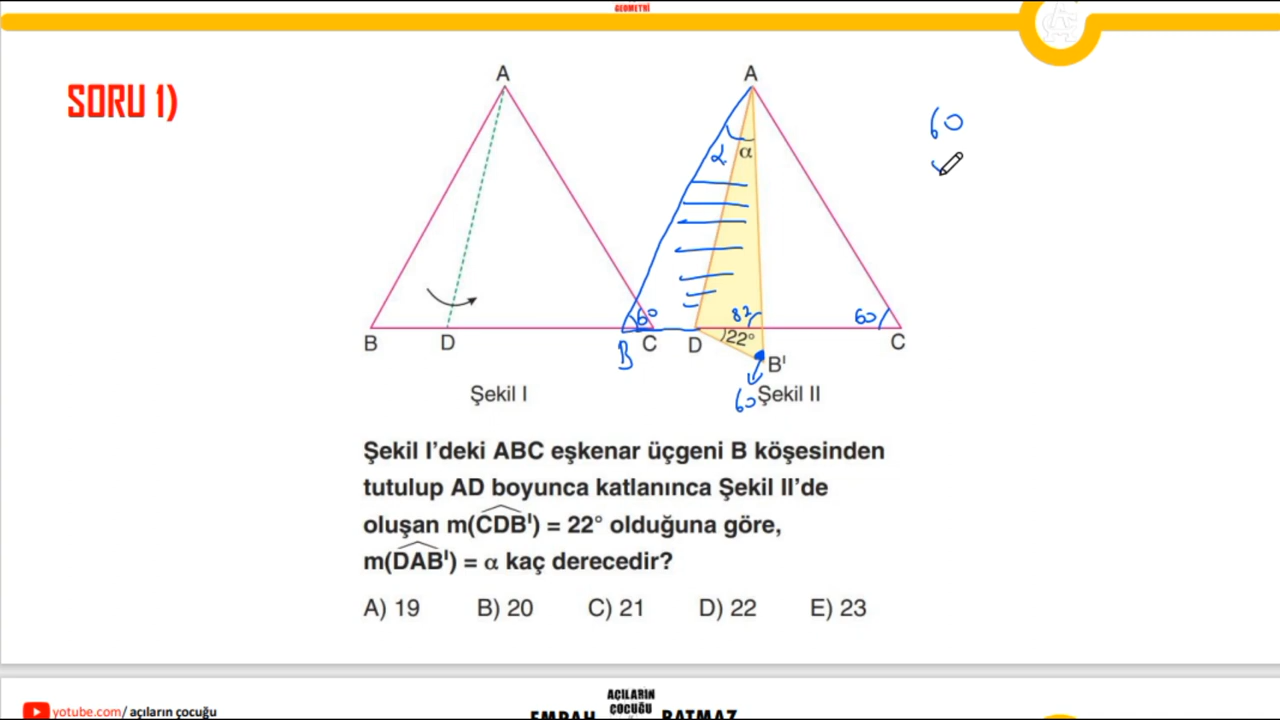 GEOMETRİ
SORU 1)
A
B
D
C
Şekil I
A
α
α
60
82
60
22°
B
D
B'
C
60
Şekil II
60
Şekil I'deki ABC eşkenar üçgeni B köşesinden
tutulup AD boyunca katlanınca Şekil II'de
oluşan m(CDB') = 22° olduğuna göre,
m(DAB') = α kaç derecedir?
A) 19 B) 20 C) 21 D) 22 E) 23
yotube.com/ açıların çocuğu
AÇILARIN
ÇOCUĞU
EMRAH BATMAZ